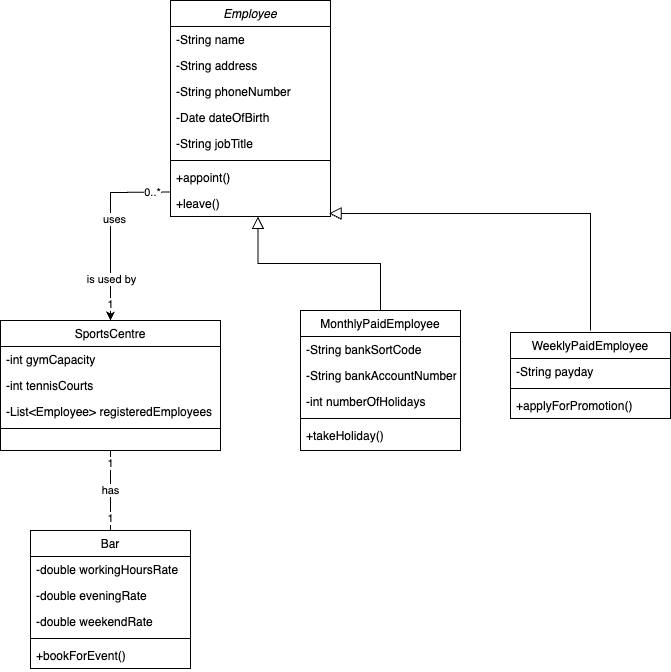 Employee
-String name
-String address
-String phoneNumber
-Date dateOfBirth
-String jobTitle
+appoint()
+leave()
0..*
uses
is used by
1
SportsCentre
-int gymCapacity
-int tennisCourts
-List<Employee> registeredEmployees
MonthlyPaidEmployee
-String bankSortCode
-String bankAccountNumber
-int numberOfHolidays
+takeHoliday()
WeeklyPaidEmployee
-String payday
+applyForPromotion()
1
has
1
Bar
-double workingHoursRate
-double eveningRate
-double weekendRate
+bookForEvent()